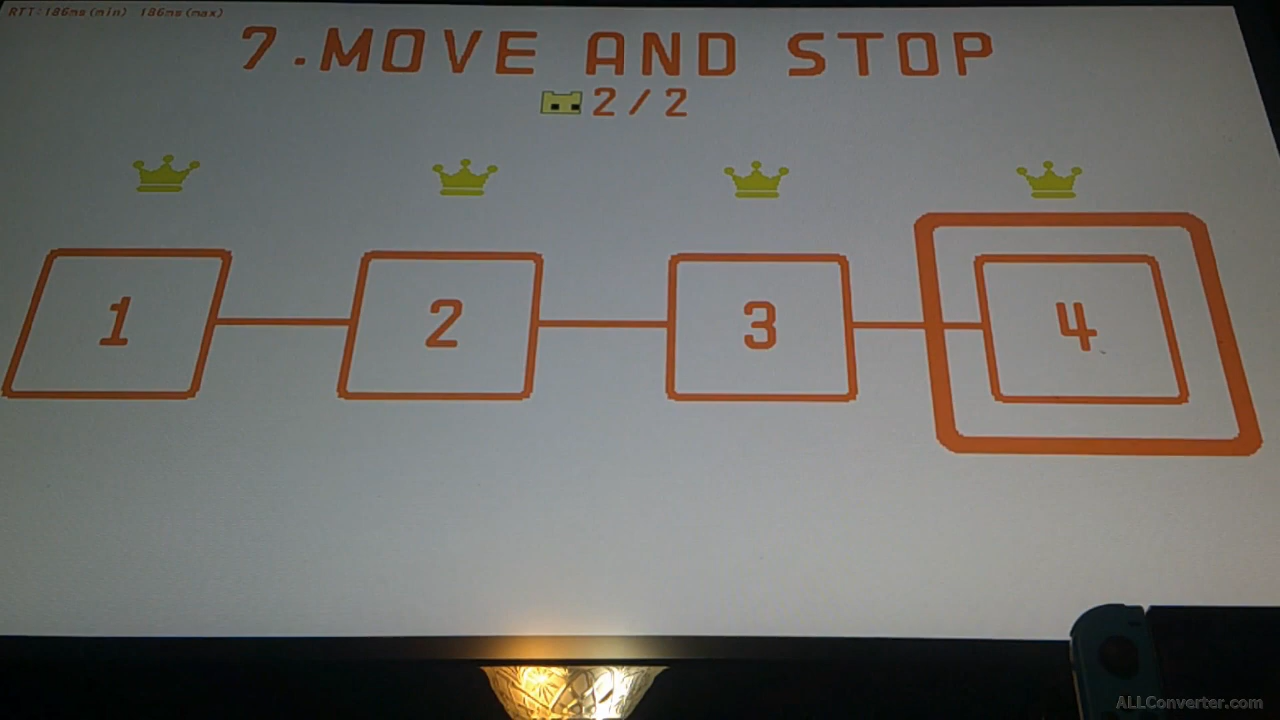 RTT:186ms(min) 186ms(max)
7.MOVE AND STOP
2/2
1 2 3 4
ALLConverter.com